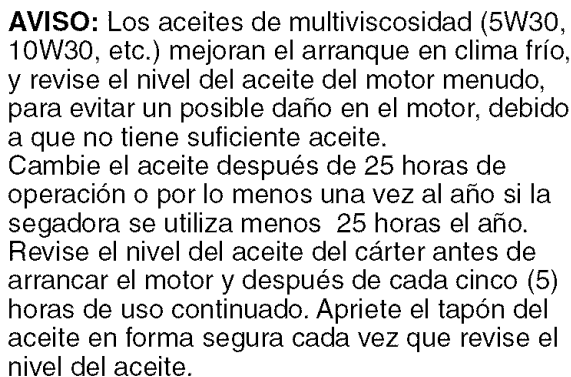 AVISO: Los aceites de multiviscosidad (5W30,
10W30, etc.) mejoran el arranque en clima frío,
y revise el nivel del aceite del motor menudo,
para evitar un posible daño en el motor, debido
a que no tiene suficiente aceite.
Cambie el aceite después de 25 horas de
operación o por lo menos una vez al año si la
segadora se utiliza menos  25 horas el año.
Revise el nivel del aceite del cárter antes de
arrancar el motor y después de cada cinco (5)
horas de uso continuado. Apriete el tapón del
aceite en forma segura cada vez que revise el
nivel del aceite.